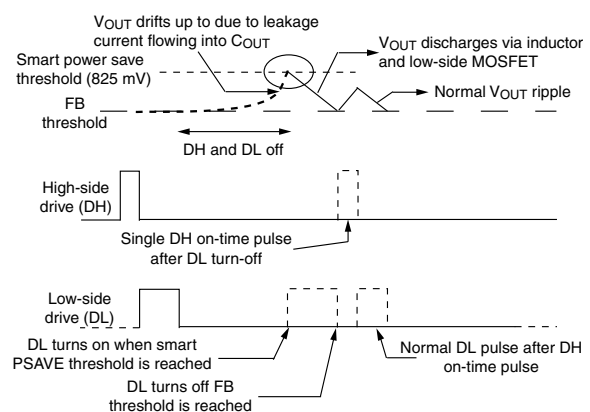 VOUT drifts up to due to leakage
current flowing into COUT
VOUT discharges via inductor
and low-side MOSFET
Smart power save
threshold (825 mV)
Normal VOUT ripple
FB
threshold
DH and DL off
High-side
drive (DH)
Single DH on-time pulse
after DL turn-off
Low-side
drive (DL)
DL turns on when smart
PSAVE threshold is reached
Normal DL pulse after DH
on-time pulse
DL turns off FB
threshold is reached